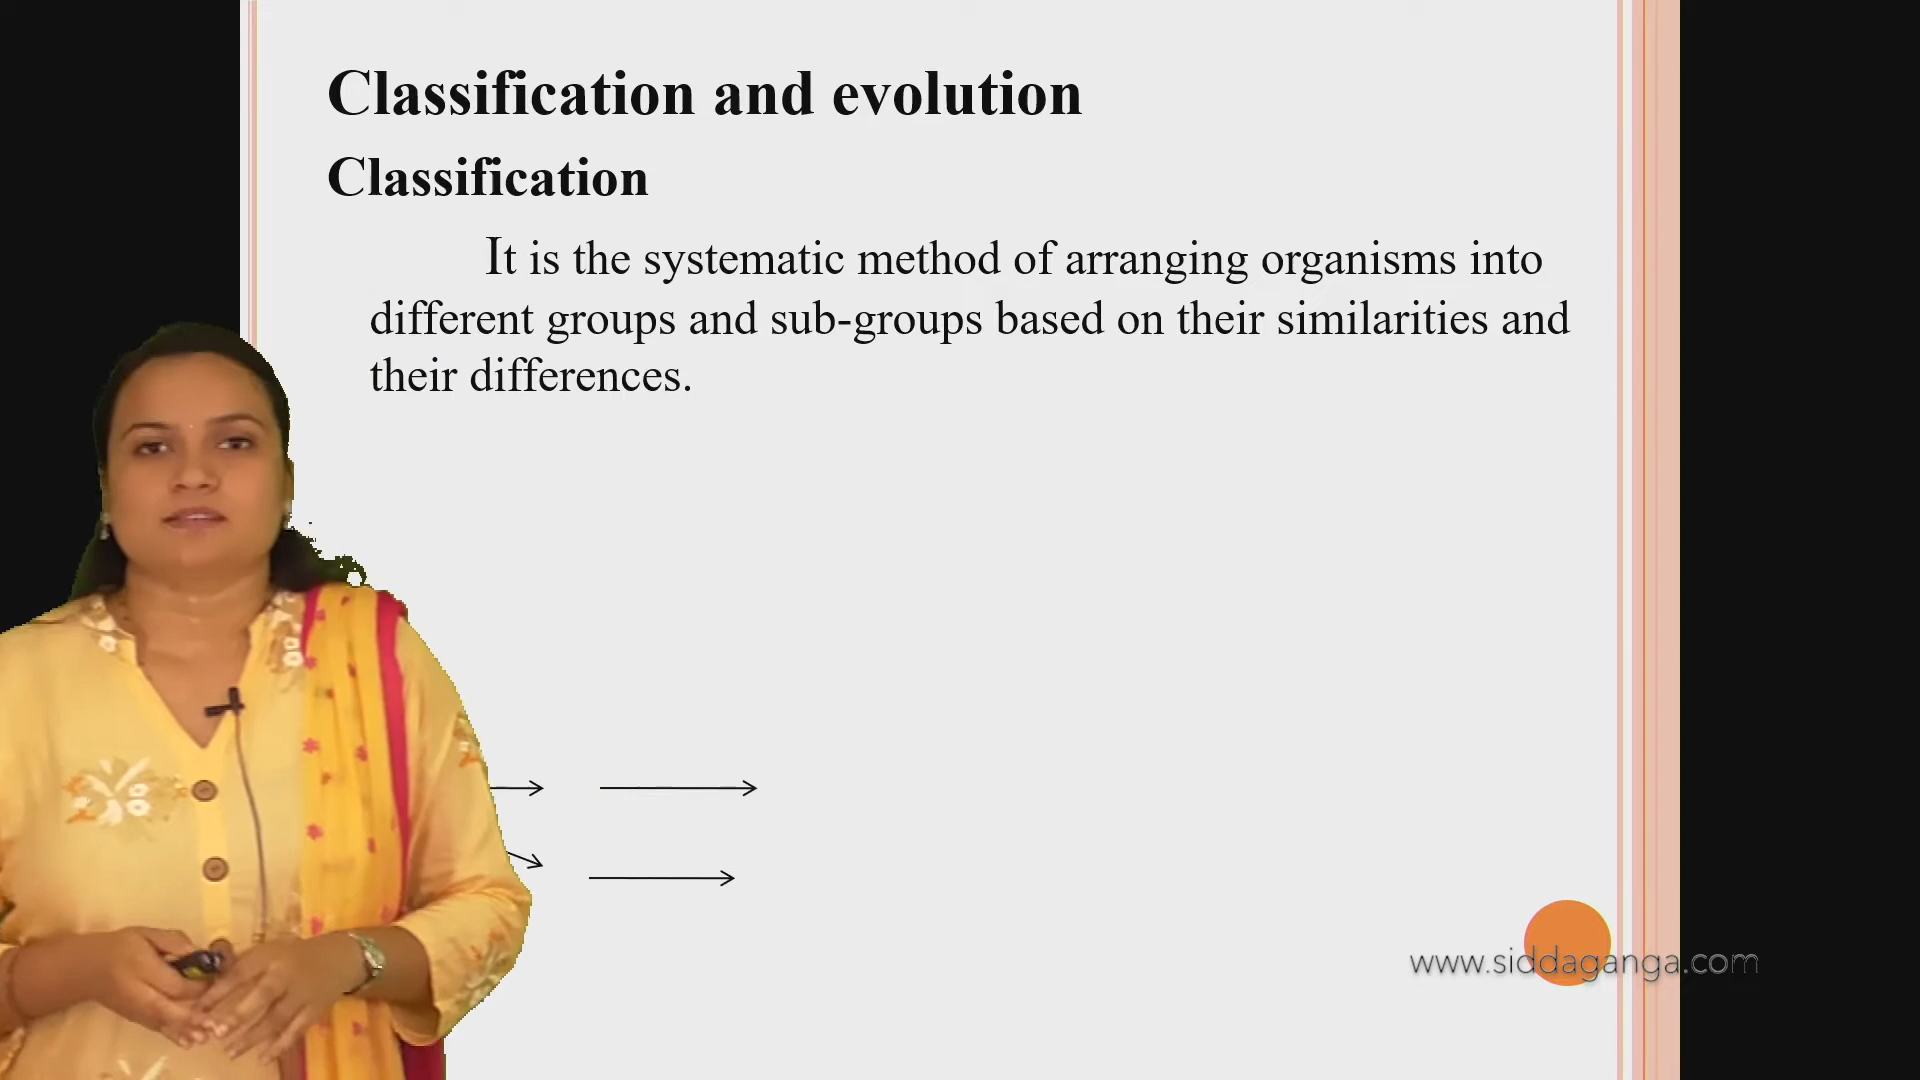 Classification and evolution
Classification
It is the systematic method of arranging organisms into
different groups and sub-groups based on their similarities and
their differences.
www.siddaganga.com